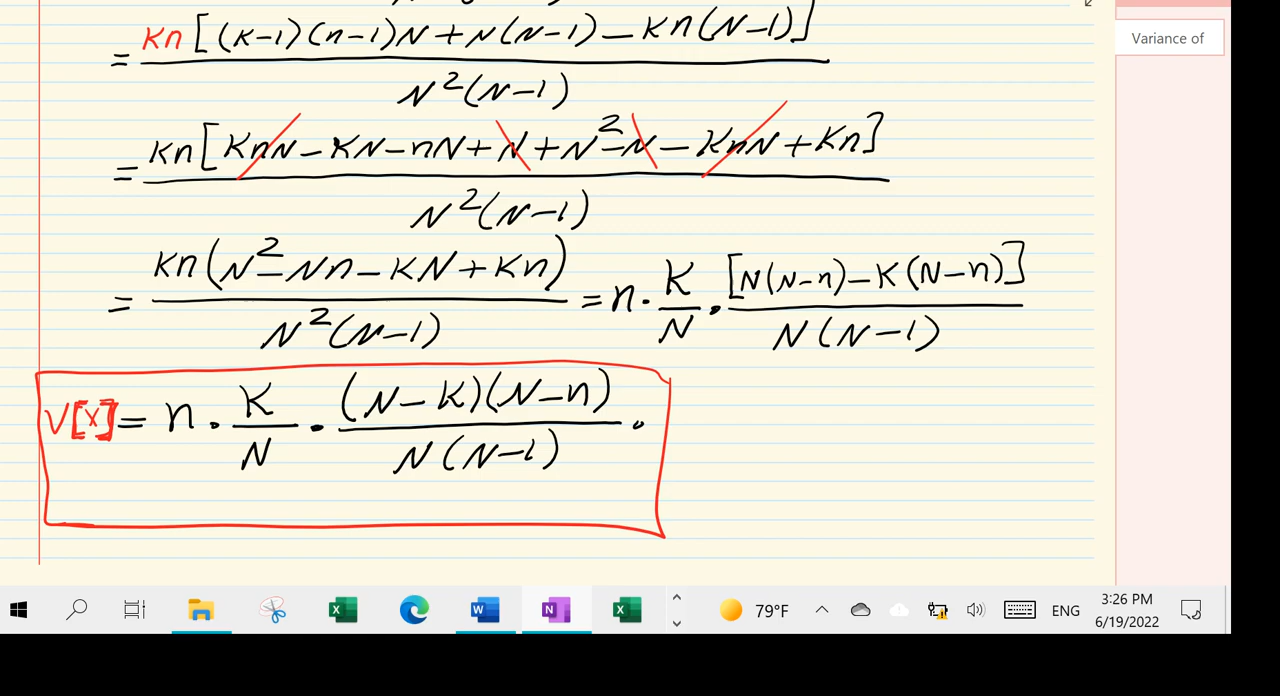 Variance of
= Kn[(K-1)(n-1)N+N(N-1)-Kn(N-1)] / N²(N-1)
= Kn[KnN-KN-nN+N+N²-N-KnN+Kn] / N²(N-1)
= Kn(N²-Nn-KN+Kn) / N²(N-1) = n · K/N · [N(N-n)-K(N-n)] / N(N-1)
V[X] = n · K/N · (N-K)(N-n) / N(N-1) .
79°F ENG 3:26 PM
6/19/2022